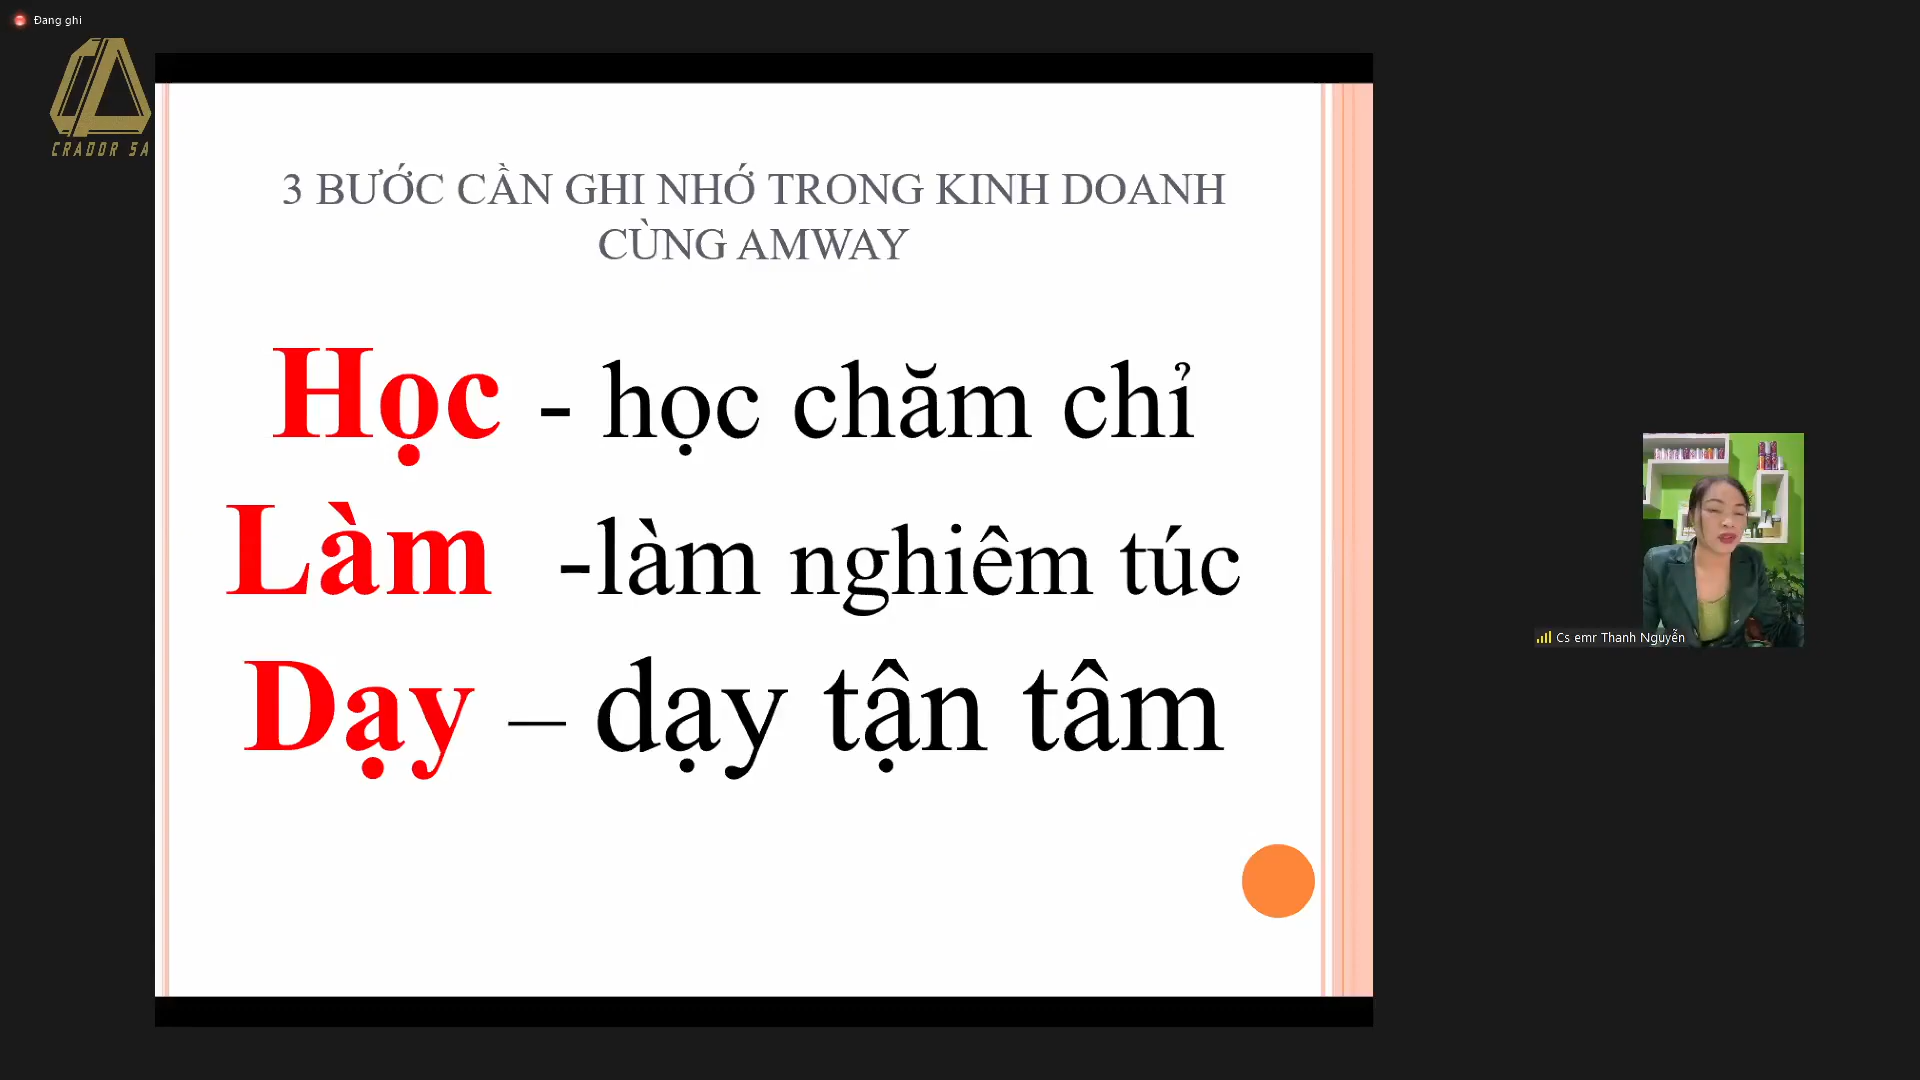 Đang ghi
CRADOR SA
3 BƯỚC CẦN GHI NHỚ TRONG KINH DOANH
CÙNG AMWAY
Học - học chăm chỉ
Làm -làm nghiêm túc
Dạy – dạy tận tâm
Cs emr Thanh Nguyễn